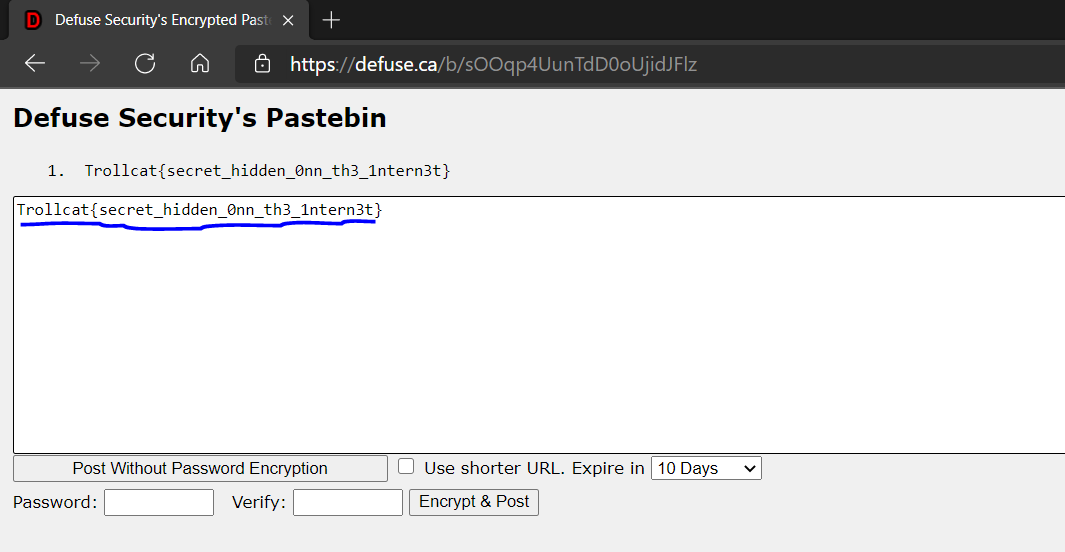 Defuse Security's Encrypted Past
https://defuse.ca/b/sOOqp4UunTdD0oUjidJFlz
Defuse Security's Pastebin
1. Trollcat{secret_hidden_0nn_th3_1ntern3t}
Trollcat{secret_hidden_0nn_th3_1ntern3t}
Post Without Password Encryption Use shorter URL. Expire in 10 Days
Password: Verify: Encrypt & Post